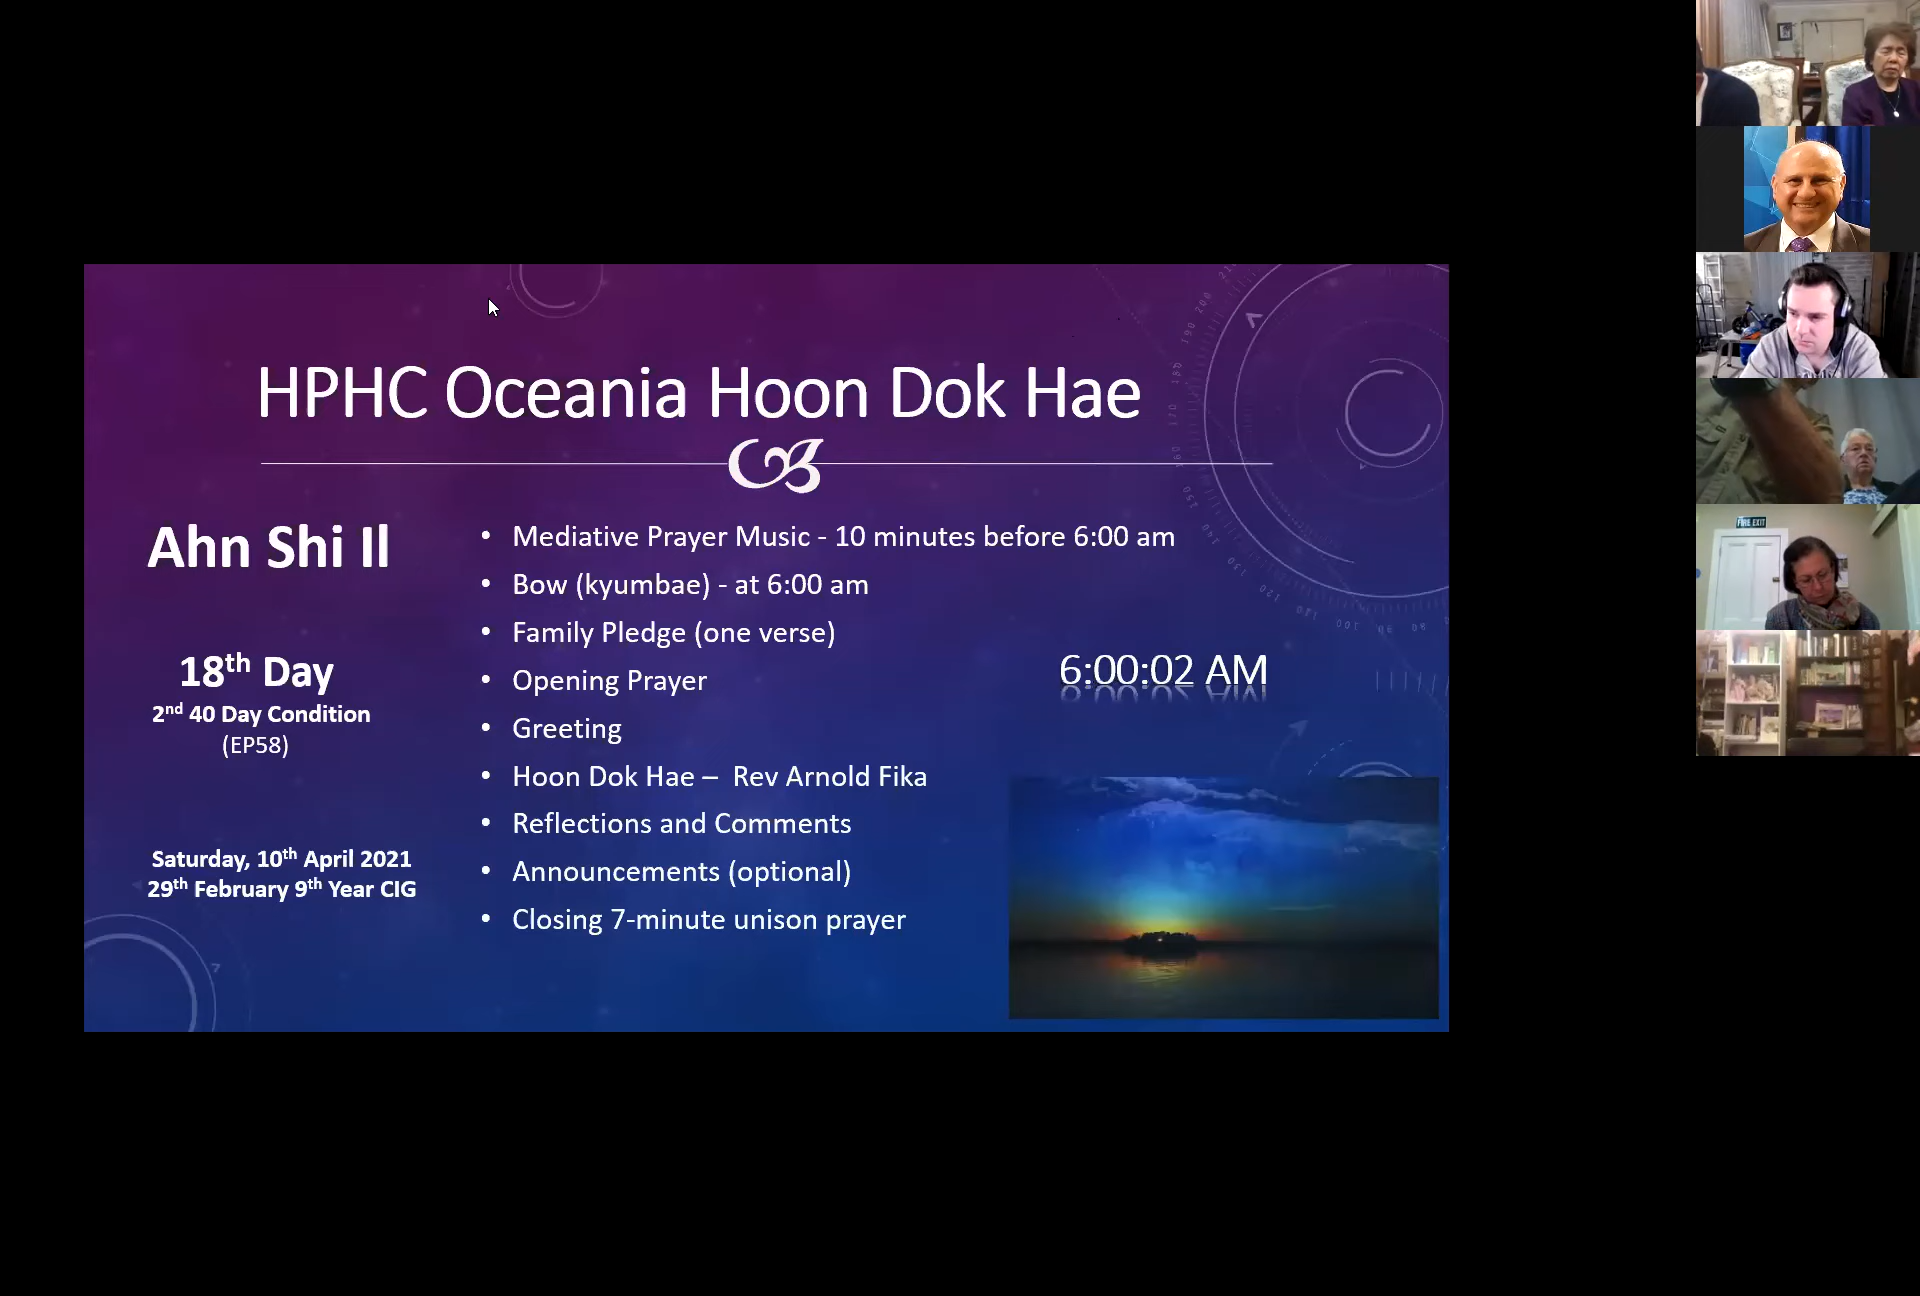 HPHC Oceania Hoon Dok Hae
Ahn Shi Il
18th Day
2nd 40 Day Condition
(EP58)
Saturday, 10th April 2021
29th February 9th Year CIG
• Mediative Prayer Music - 10 minutes before 6:00 am
• Bow (kyumbae) - at 6:00 am
• Family Pledge (one verse)
• Opening Prayer
• Greeting
• Hoon Dok Hae – Rev Arnold Fika
• Reflections and Comments
• Announcements (optional)
• Closing 7-minute unison prayer
6:00:02 AM
FIRE EXIT